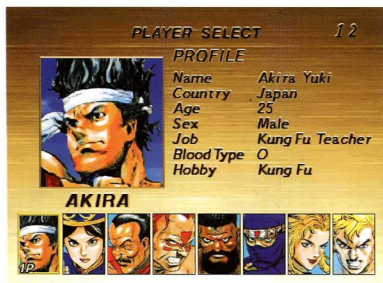 PLAYER SELECT 12
PROFILE
Name Akira Yuki
Country Japan
Age 25
Sex Male
Job Kung Fu Teacher
Blood Type O
Hobby Kung Fu
AKIRA
1P